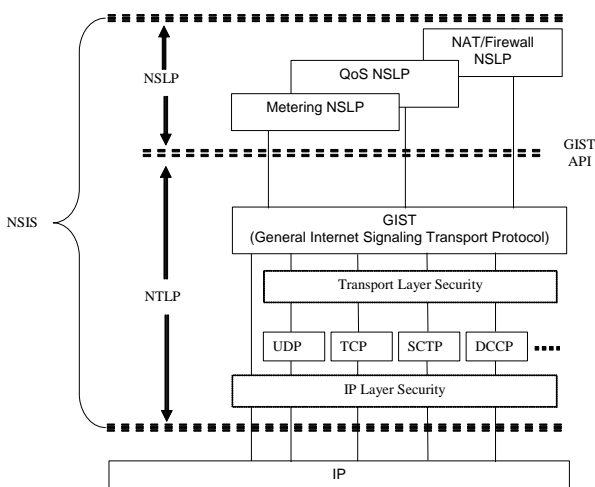 NAT/Firewall
NSLP
QoS NSLP
NSLP
Metering NSLP
GIST
API
NSIS
GIST
(General Internet Signaling Transport Protocol)
NTLP
Transport Layer Security
UDP
TCP
SCTP
DCCP
IP Layer Security
IP